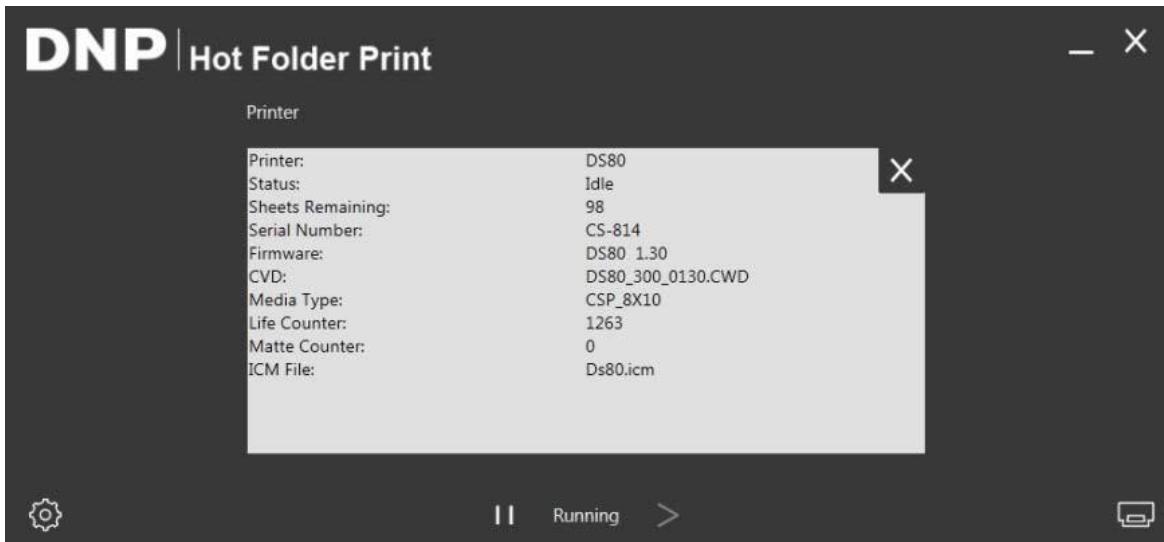 DNP Hot Folder Print
Printer
Printer: DS80
Status: Idle
Sheets Remaining: 98
Serial Number: CS-814
Firmware: DS80 1.30
CVD: DS80_300_0130.CWD
Media Type: CSP_8X10
Life Counter: 1263
Matte Counter: 0
ICM File: Ds80.icm
Running